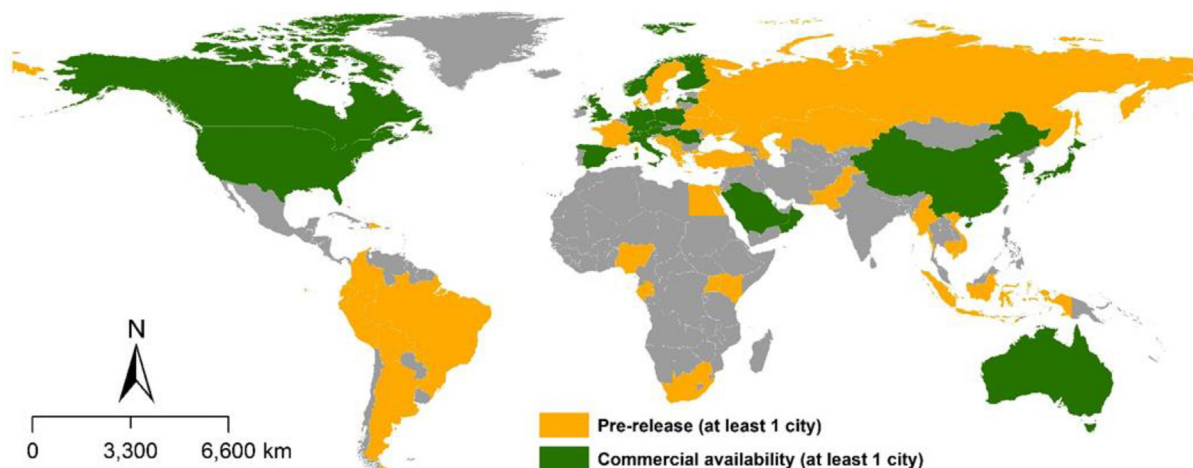 N
0 3,300 6,600 km
Pre-release (at least 1 city)
Commercial availability (at least 1 city)